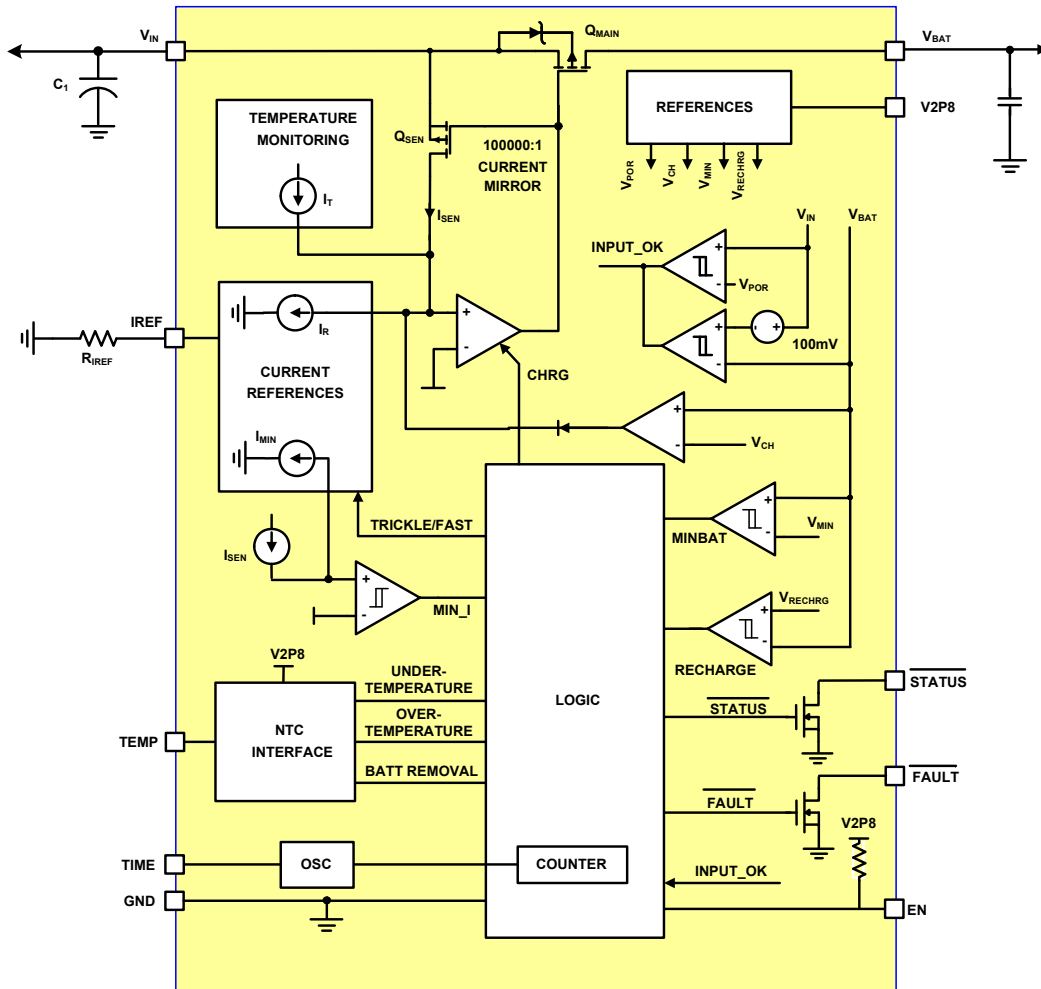 VIN
QMAIN
VBAT
C1
TEMPERATURE
MONITORING
IT
QSEN
100000:1
CURRENT
MIRROR
ISEN
REFERENCES
V2P8
VPOR
VCH
VMIN
VRECHRG
VIN
VBAT
INPUT_OK
+
-
VPOR
+
-
-
+
100mV
IREF
RIREF
IR
CURRENT
REFERENCES
IMIN
+
-
CHRG
+
-
VCH
TRICKLE/FAST
+
-
VMIN
MINBAT
ISEN
+
-
MIN_I
VRECHRG
+
-
RECHARGE
V2P8
UNDER-
TEMPERATURE
OVER-
TEMPERATURE
BATT REMOVAL
NTC
INTERFACE
TEMP
LOGIC
STATUS
STATUS
FAULT
FAULT
V2P8
TIME
OSC
COUNTER
INPUT_OK
GND
EN